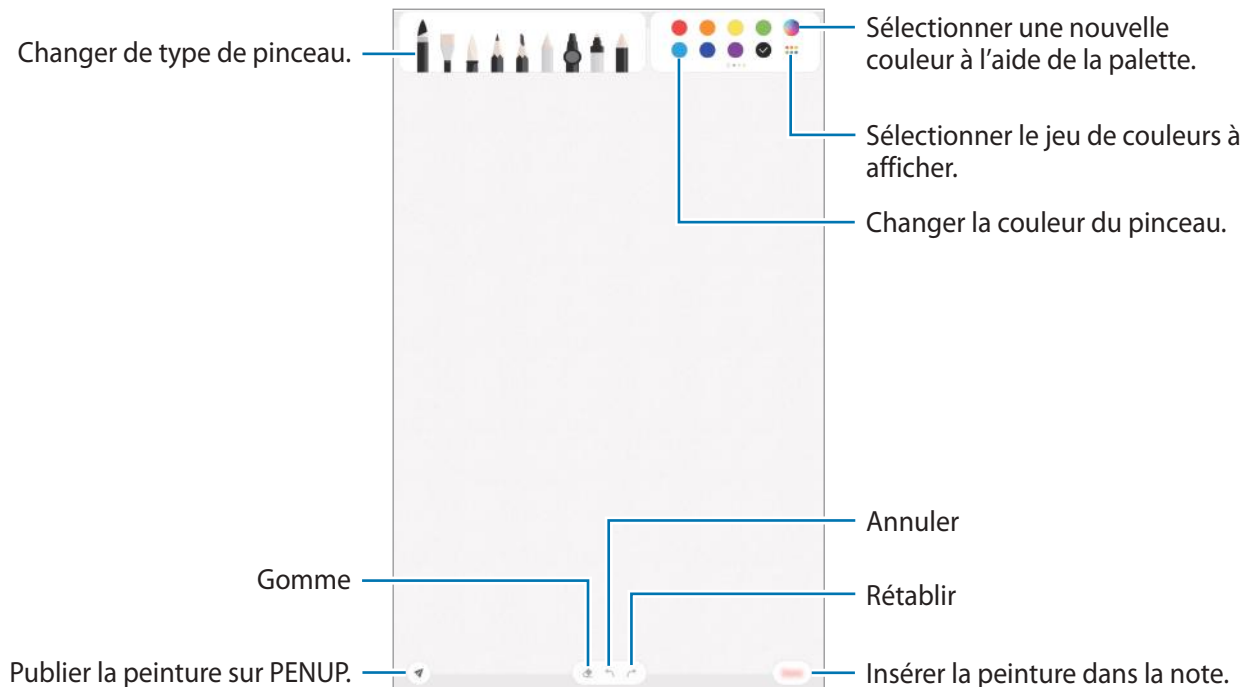 Changer de type de pinceau.
Sélectionner une nouvelle
couleur à l’aide de la palette.
Sélectionner le jeu de couleurs à
afficher.
Changer la couleur du pinceau.
Annuler
Gomme
Rétablir
Publier la peinture sur PENUP.
Insérer la peinture dans la note.